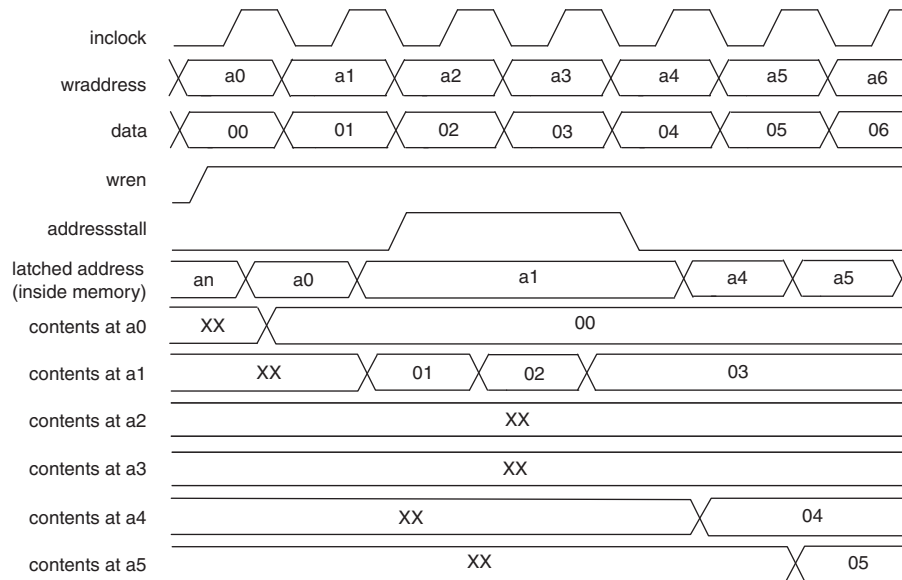 inclock
wraddress a0 a1 a2 a3 a4 a5 a6
data 00 01 02 03 04 05 06
wren
addressstall
latched address
(inside memory) an a0 a1 a4 a5
contents at a0 XX 00
contents at a1 XX 01 02 03
contents at a2 XX
contents at a3 XX
contents at a4 XX 04
contents at a5 XX 05